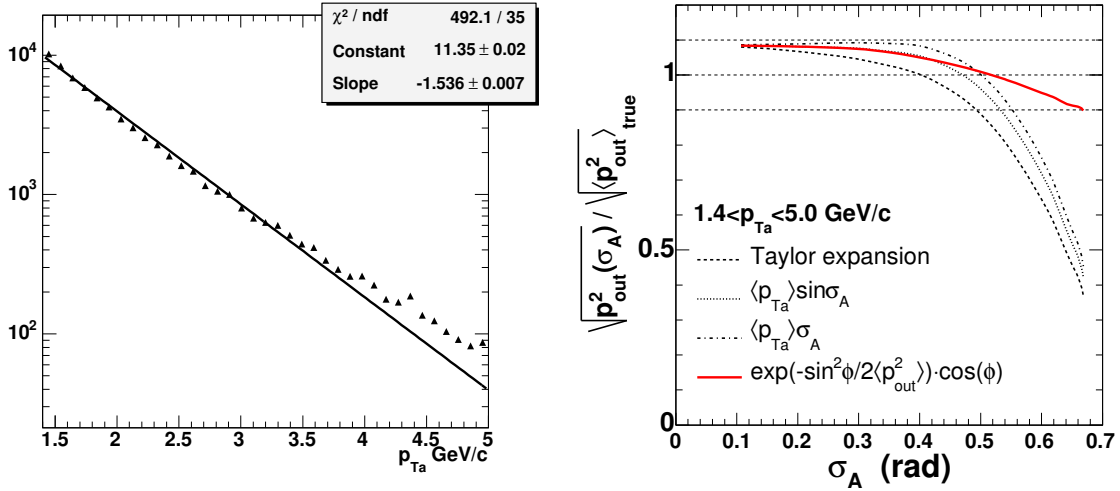 χ² / ndf 492.1 / 35
Constant 11.35 ± 0.02
Slope -1.536 ± 0.007
10⁴
10³
10²
1.5 2 2.5 3 3.5 4 4.5 5
p_Ta GeV/c
√⟨p²_out(σ_A) / √⟨p²_out⟩_true
1
0.5
0
1.4<p_Ta<5.0 GeV/c
Taylor expansion
⟨p_Ta⟩sinσ_A
⟨p_Ta⟩σ_A
exp(-sin²ϕ/2⟨p²_out⟩)·cos(ϕ)
0 0.1 0.2 0.3 0.4 0.5 0.6 0.7
σ_A (rad)